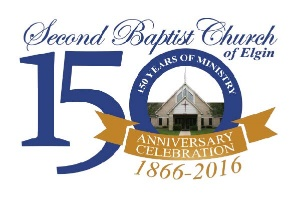 Second Baptist Church
of Elgin
150
150 YEARS OF MINISTRY
ANNIVERSARY
CELEBRATION
1866-2016